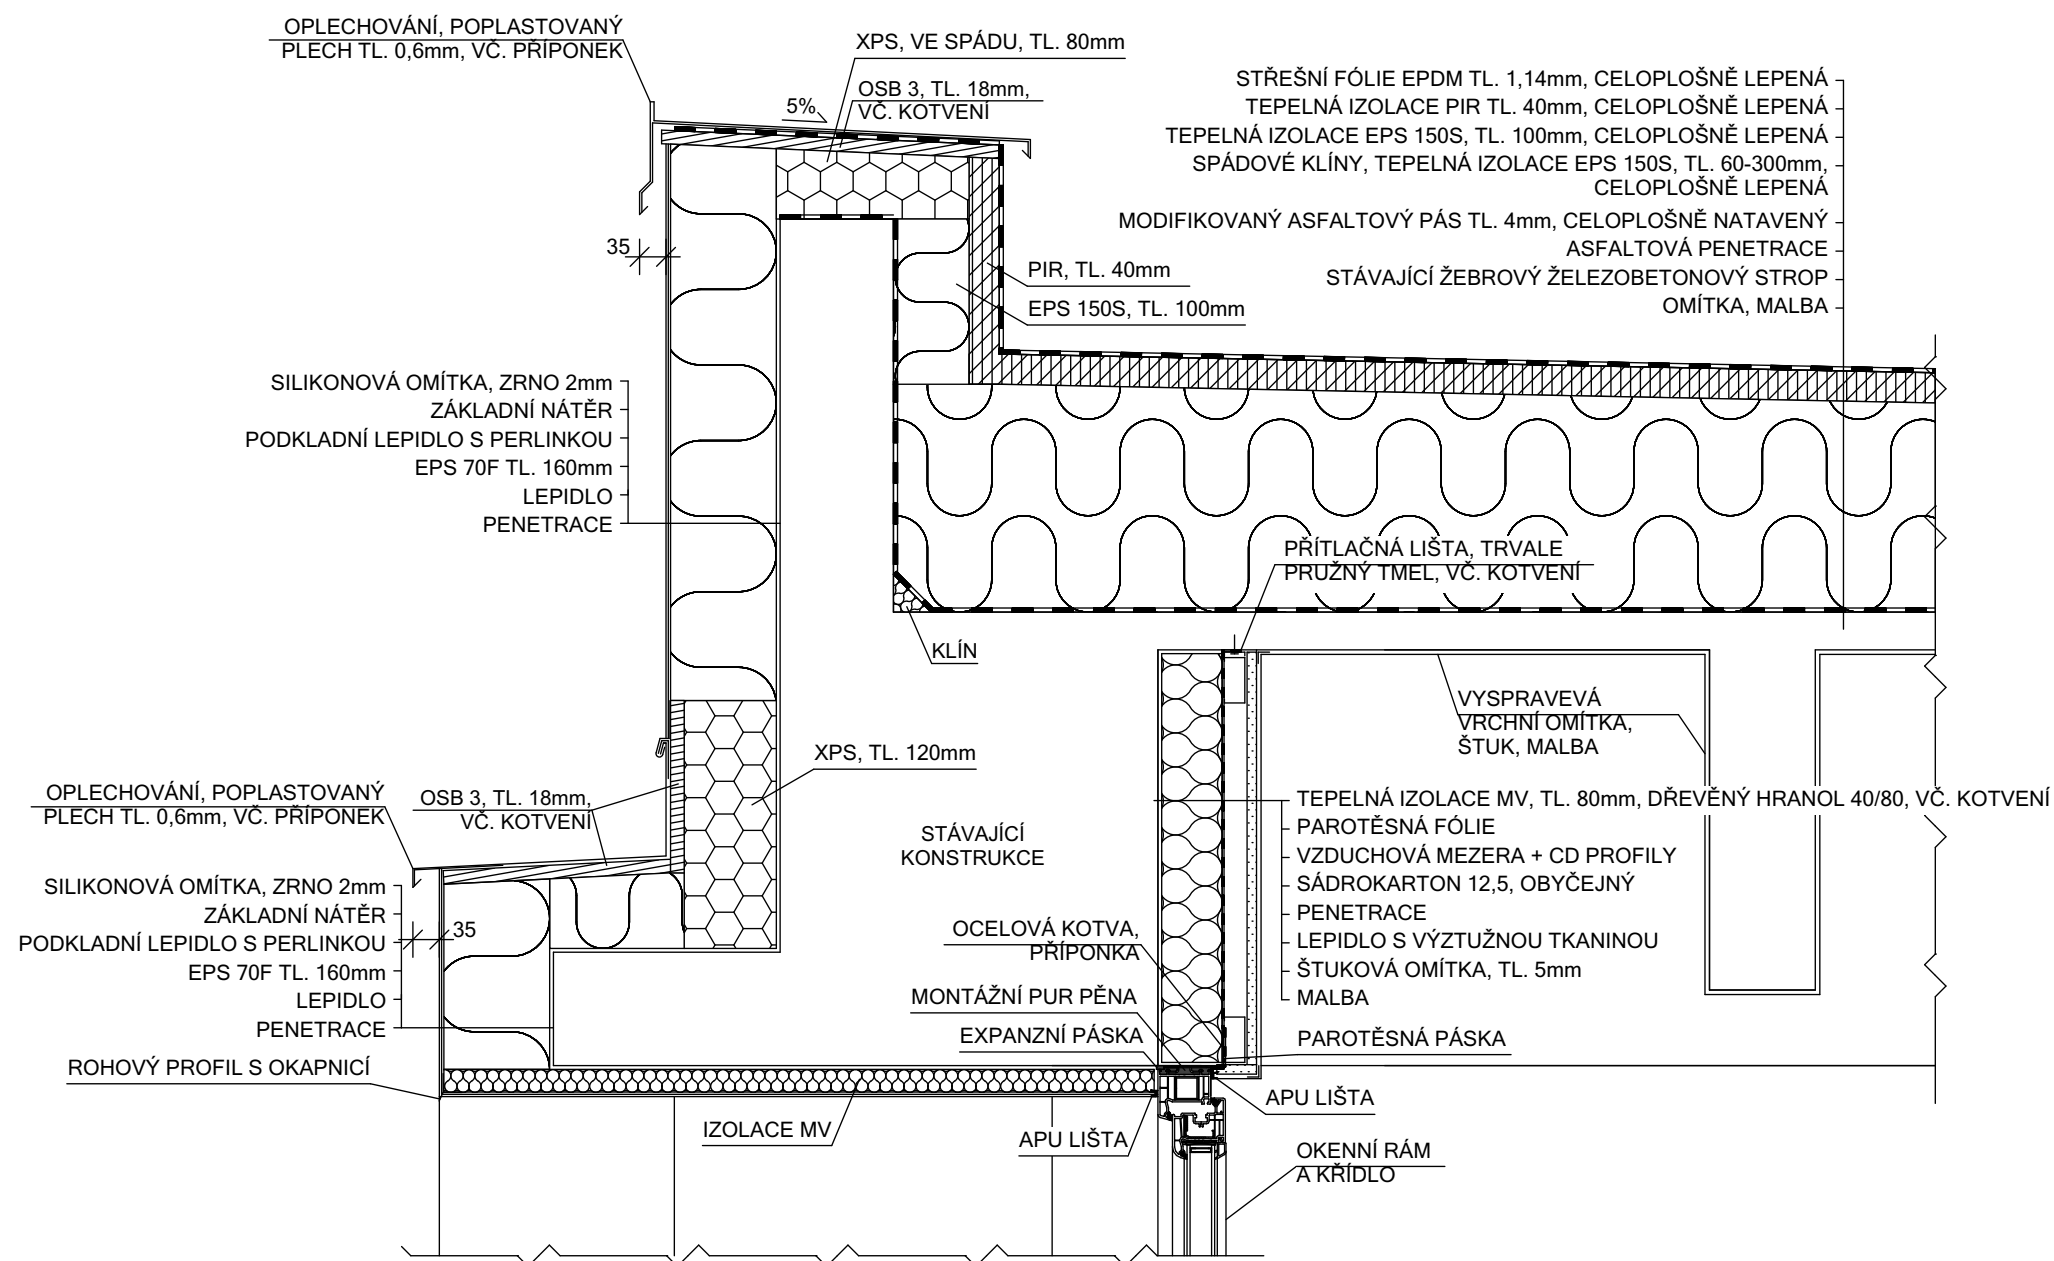 OPLECHOVÁNÍ, POPLASTOVANÝ
PLECH TL. 0,6mm, VČ. PŘÍPONEK
XPS, VE SPÁDU, TL. 80mm
OSB 3, TL. 18mm,
VČ. KOTVENÍ
5%
STŘEŠNÍ FÓLIE EPDM TL. 1,14mm, CELOPLOŠNĚ LEPENÁ
TEPELNÁ IZOLACE PIR TL. 40mm, CELOPLOŠNĚ LEPENÁ
TEPELNÁ IZOLACE EPS 150S, TL. 100mm, CELOPLOŠNĚ LEPENÁ
SPÁDOVÉ KLÍNY, TEPELNÁ IZOLACE EPS 150S, TL. 60-300mm,
CELOPLOŠNĚ LEPENÁ
MODIFIKOVANÝ ASFALTOVÝ PÁS TL. 4mm, CELOPLOŠNĚ NATAVENÝ
ASFALTOVÁ PENETRACE
STÁVAJÍCÍ ŽEBROVÝ ŽELEZOBETONOVÝ STROP
OMÍTKA, MALBA
35
PIR, TL. 40mm
EPS 150S, TL. 100mm
SILIKONOVÁ OMÍTKA, ZRNO 2mm
ZÁKLADNÍ NÁTĚR
PODKLADNÍ LEPIDLO S PERLINKOU
EPS 70F TL. 160mm
LEPIDLO
PENETRACE
PŘÍTLAČNÁ LIŠTA, TRVALE
PRUŽNÝ TMEL, VČ. KOTVENÍ
KLÍN
VYSPRAVEVÁ
VRCHNÍ OMÍTKA,
ŠTUK, MALBA
XPS, TL. 120mm
OPLECHOVÁNÍ, POPLASTOVANÝ
PLECH TL. 0,6mm, VČ. PŘÍPONEK
OSB 3, TL. 18mm,
VČ. KOTVENÍ
STÁVAJÍCÍ
KONSTRUKCE
TEPELNÁ IZOLACE MV, TL. 80mm, DŘEVĚNÝ HRANOL 40/80, VČ. KOTVENÍ
PAROTĚSNÁ FÓLIE
VZDUCHOVÁ MEZERA + CD PROFILY
SÁDROKARTON 12,5, OBYČEJNÝ
PENETRACE
LEPIDLO S VÝZTUŽNOU TKANINOU
ŠTUKOVÁ OMÍTKA, TL. 5mm
MALBA
SILIKONOVÁ OMÍTKA, ZRNO 2mm
ZÁKLADNÍ NÁTĚR
PODKLADNÍ LEPIDLO S PERLINKOU
EPS 70F TL. 160mm
LEPIDLO
PENETRACE
35
OCELOVÁ KOTVA,
PŘÍPONKA
MONTÁŽNÍ PUR PĚNA
EXPANZNÍ PÁSKA
PAROTĚSNÁ PÁSKA
ROHOVÝ PROFIL S OKAPNICÍ
APU LIŠTA
IZOLACE MV
APU LIŠTA
OKENNÍ RÁM
A KŘÍDLO